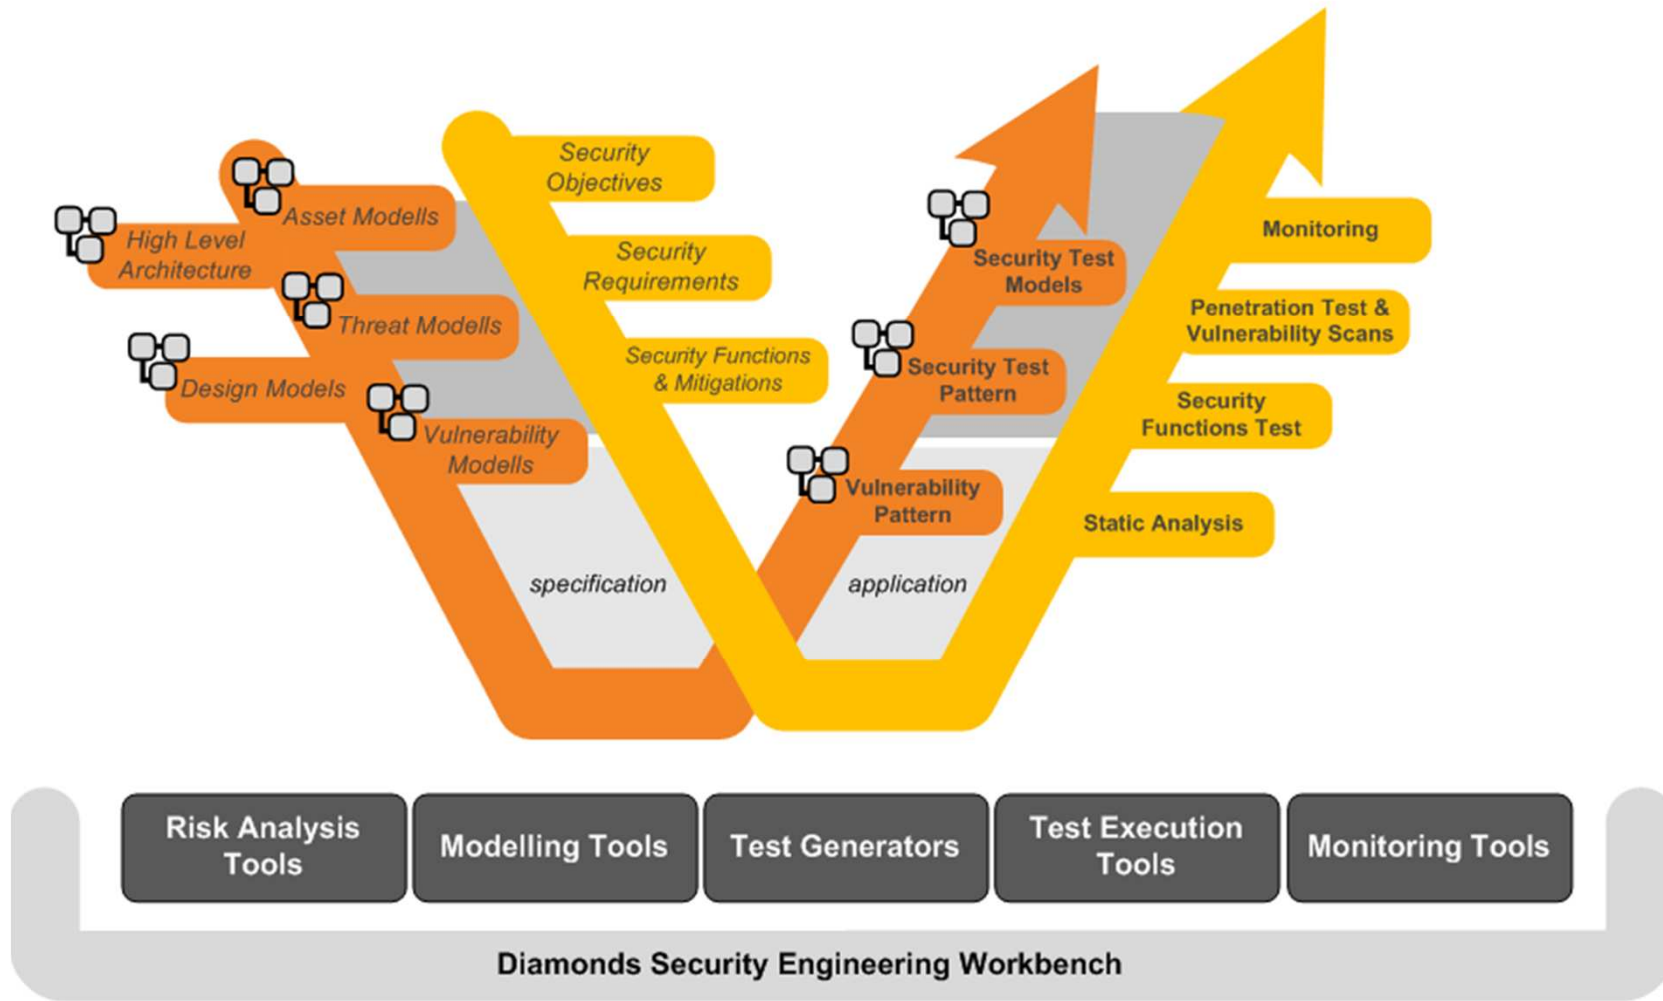 Security
Objectives
Asset Modells
High Level
Architecture
Security
Requirements
Threat Modells
Security Functions
& Mitigations
Design Models
Vulnerability
Modells
specification
Security Test
Models
Monitoring
Security Test
Pattern
Penetration Test &
Vulnerability Scans
Security
Functions Test
Vulnerability
Pattern
Static Analysis
application
Risk Analysis
Tools
Modelling Tools
Test Generators
Test Execution
Tools
Monitoring Tools
Diamonds Security Engineering Workbench